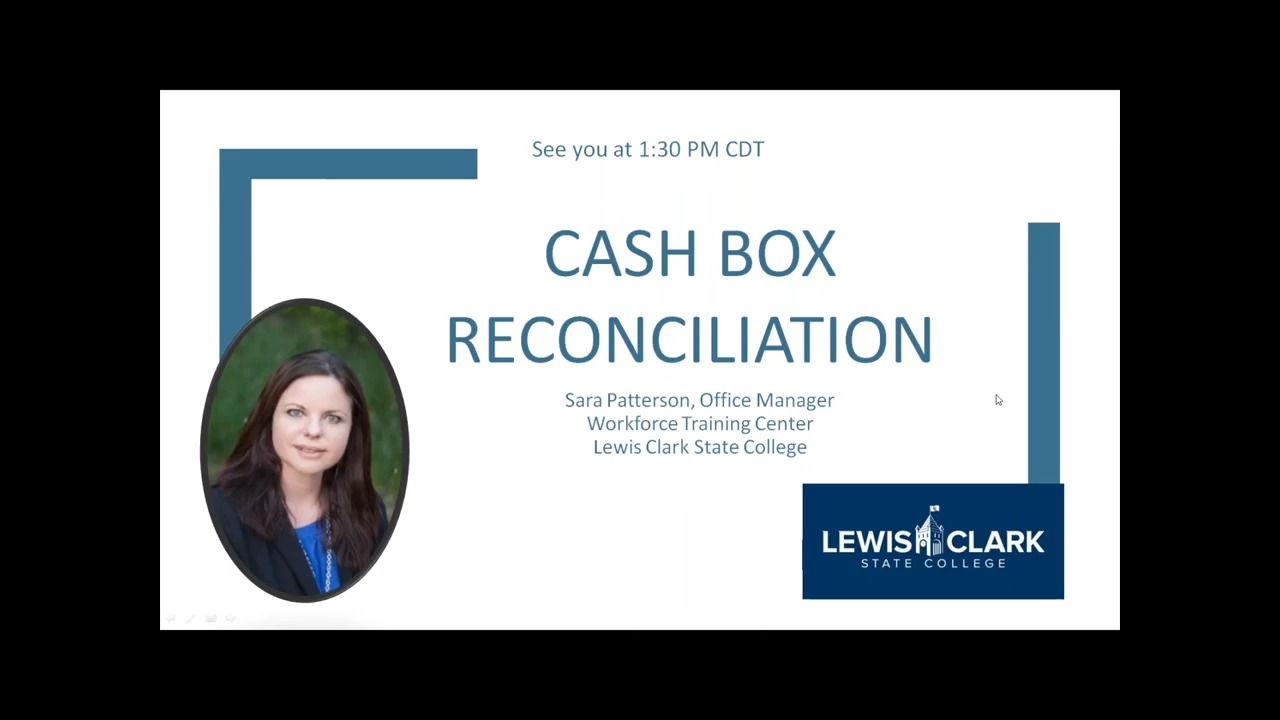 See you at 1:30 PM CDT
CASH BOX
RECONCILIATION
Sara Patterson, Office Manager
Workforce Training Center
Lewis Clark State College
LEWIS CLARK
STATE COLLEGE